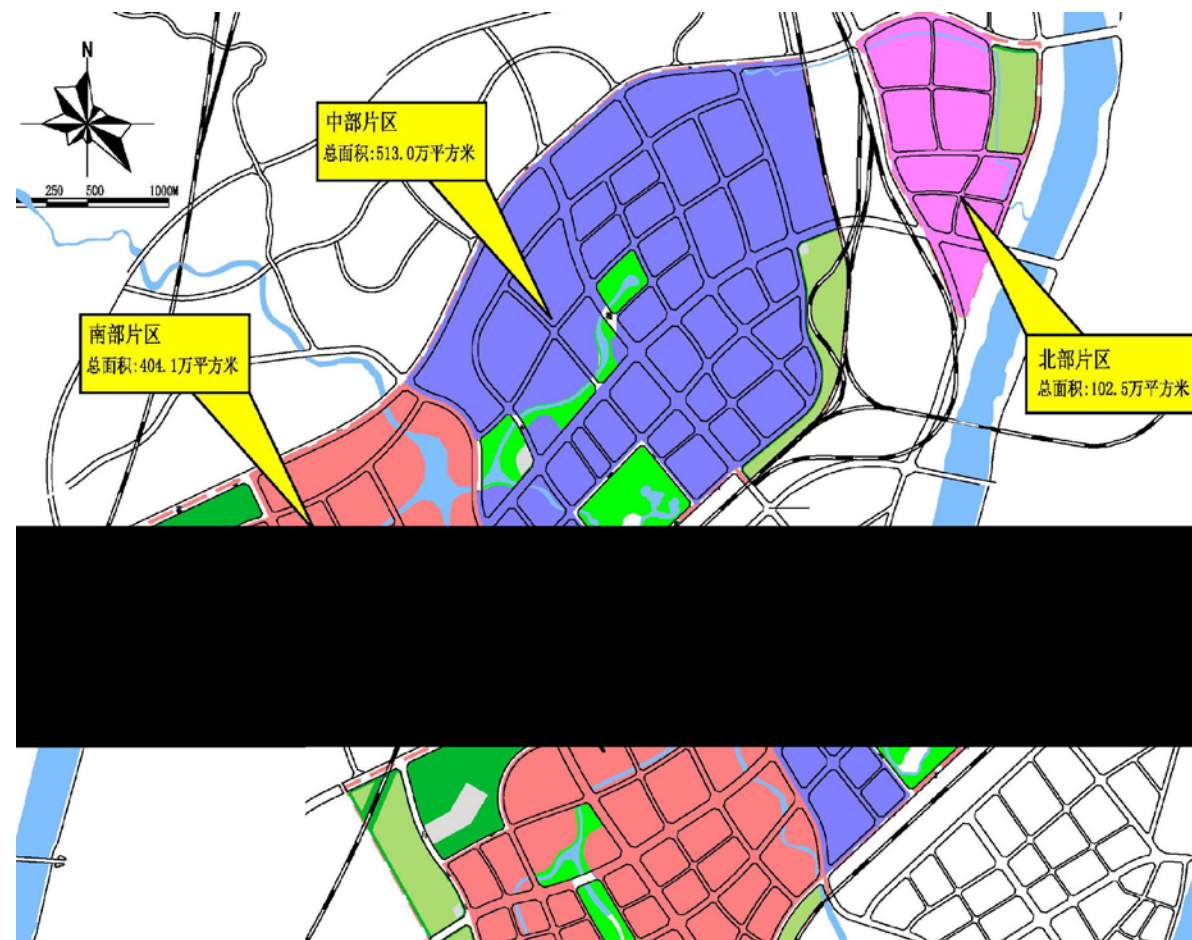 N
250 500 1000M
中部片区
总面积:513.0万平方米
南部片区
总面积:404.1万平方米
北部片区
总面积:102.5万平方米